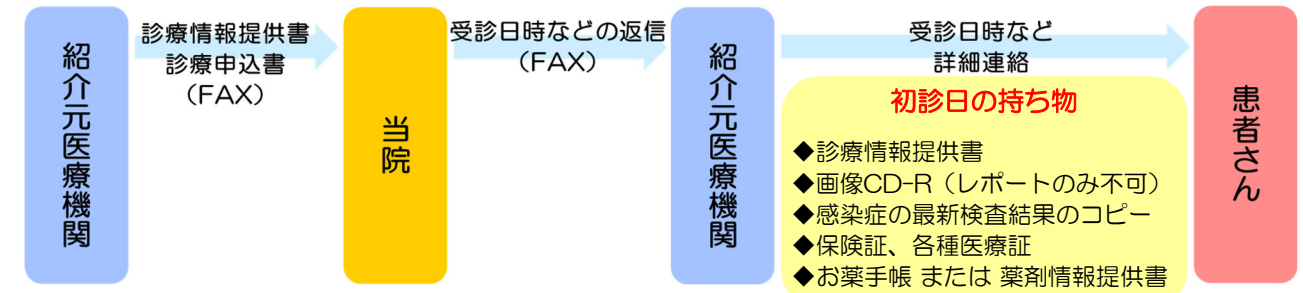 紹介元医療機関
診療情報提供書
診療申込書
（FAX）
当院
受診日時などの返信
（FAX）
紹介元医療機関
受診日時など
詳細連絡
初診日の持ち物
◆診療情報提供書
◆画像CD-R（レポートのみ不可）
◆感染症の最新検査結果のコピー
◆保険証、各種医療証
◆お薬手帳 または 薬剤情報提供書
患者さん